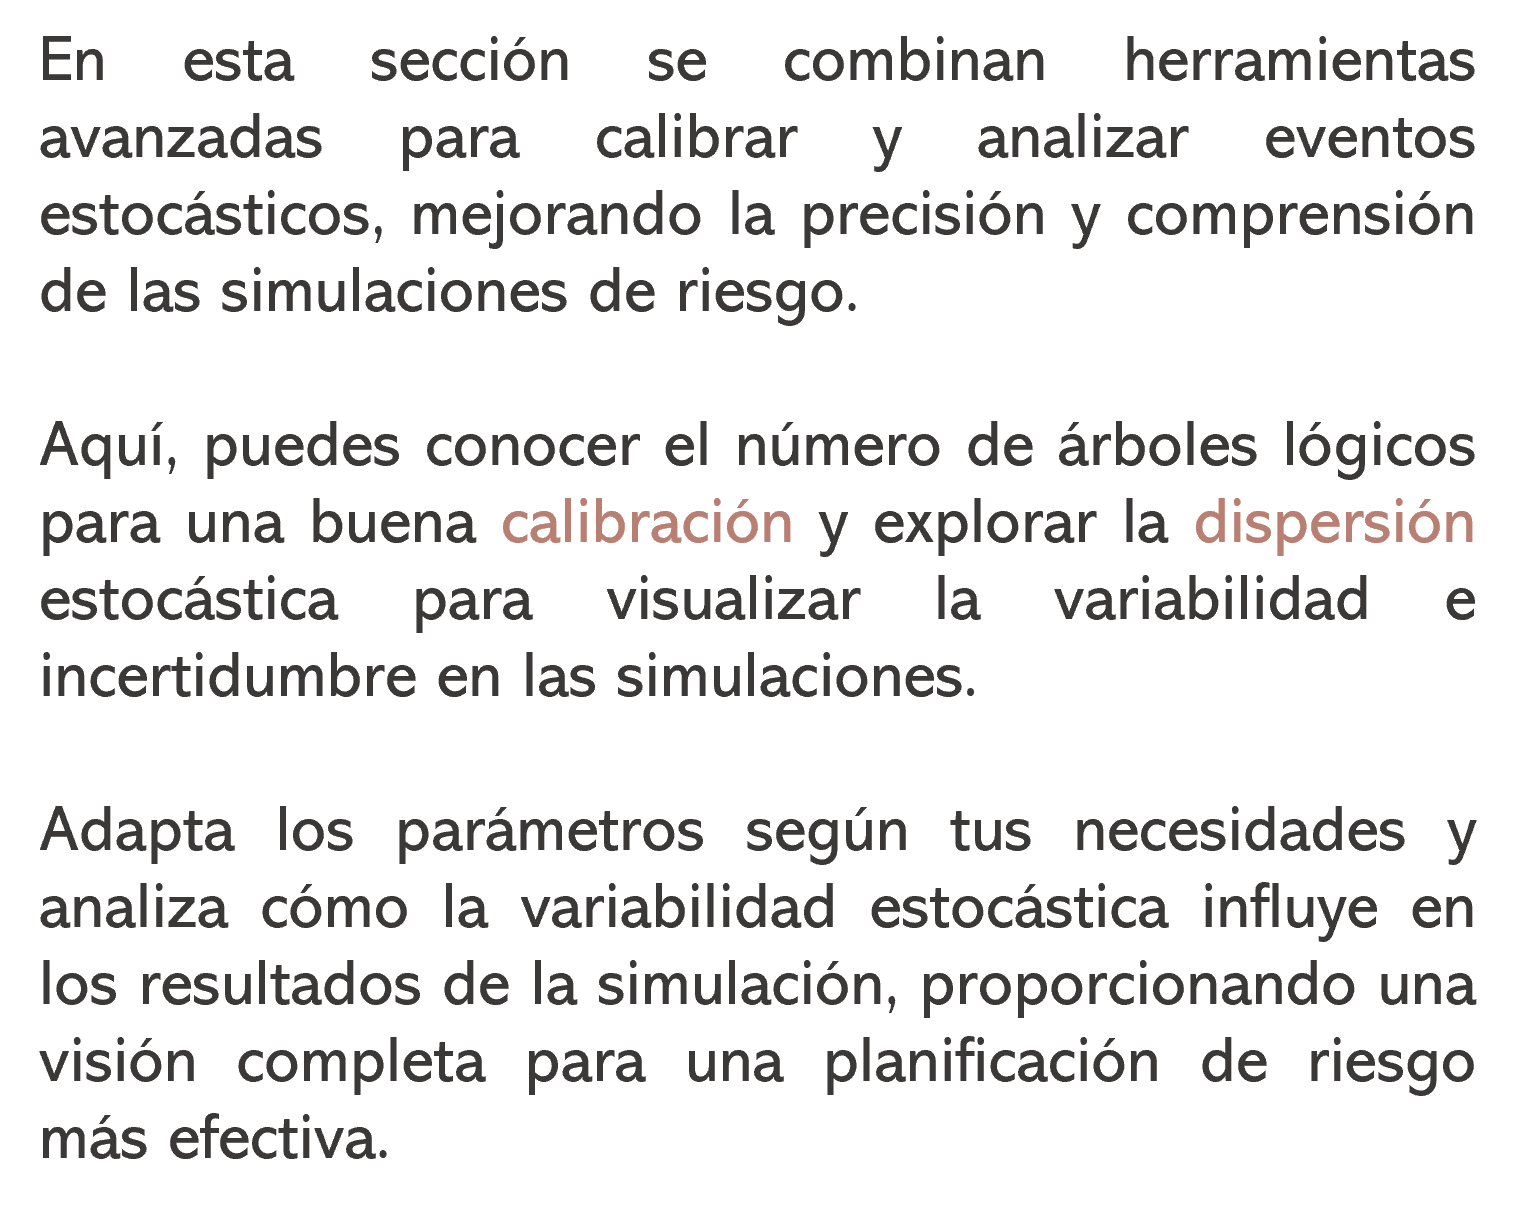 En esta sección se combinan herramientas
avanzadas para calibrar y analizar eventos
estocásticos, mejorando la precisión y comprensión
de las simulaciones de riesgo.
Aquí, puedes conocer el número de árboles lógicos
para una buena calibración y explorar la dispersión
estocástica para visualizar la variabilidad e
incertidumbre en las simulaciones.
Adapta los parámetros según tus necesidades y
analiza cómo la variabilidad estocástica influye en
los resultados de la simulación, proporcionando una
visión completa para una planificación de riesgo
más efectiva.